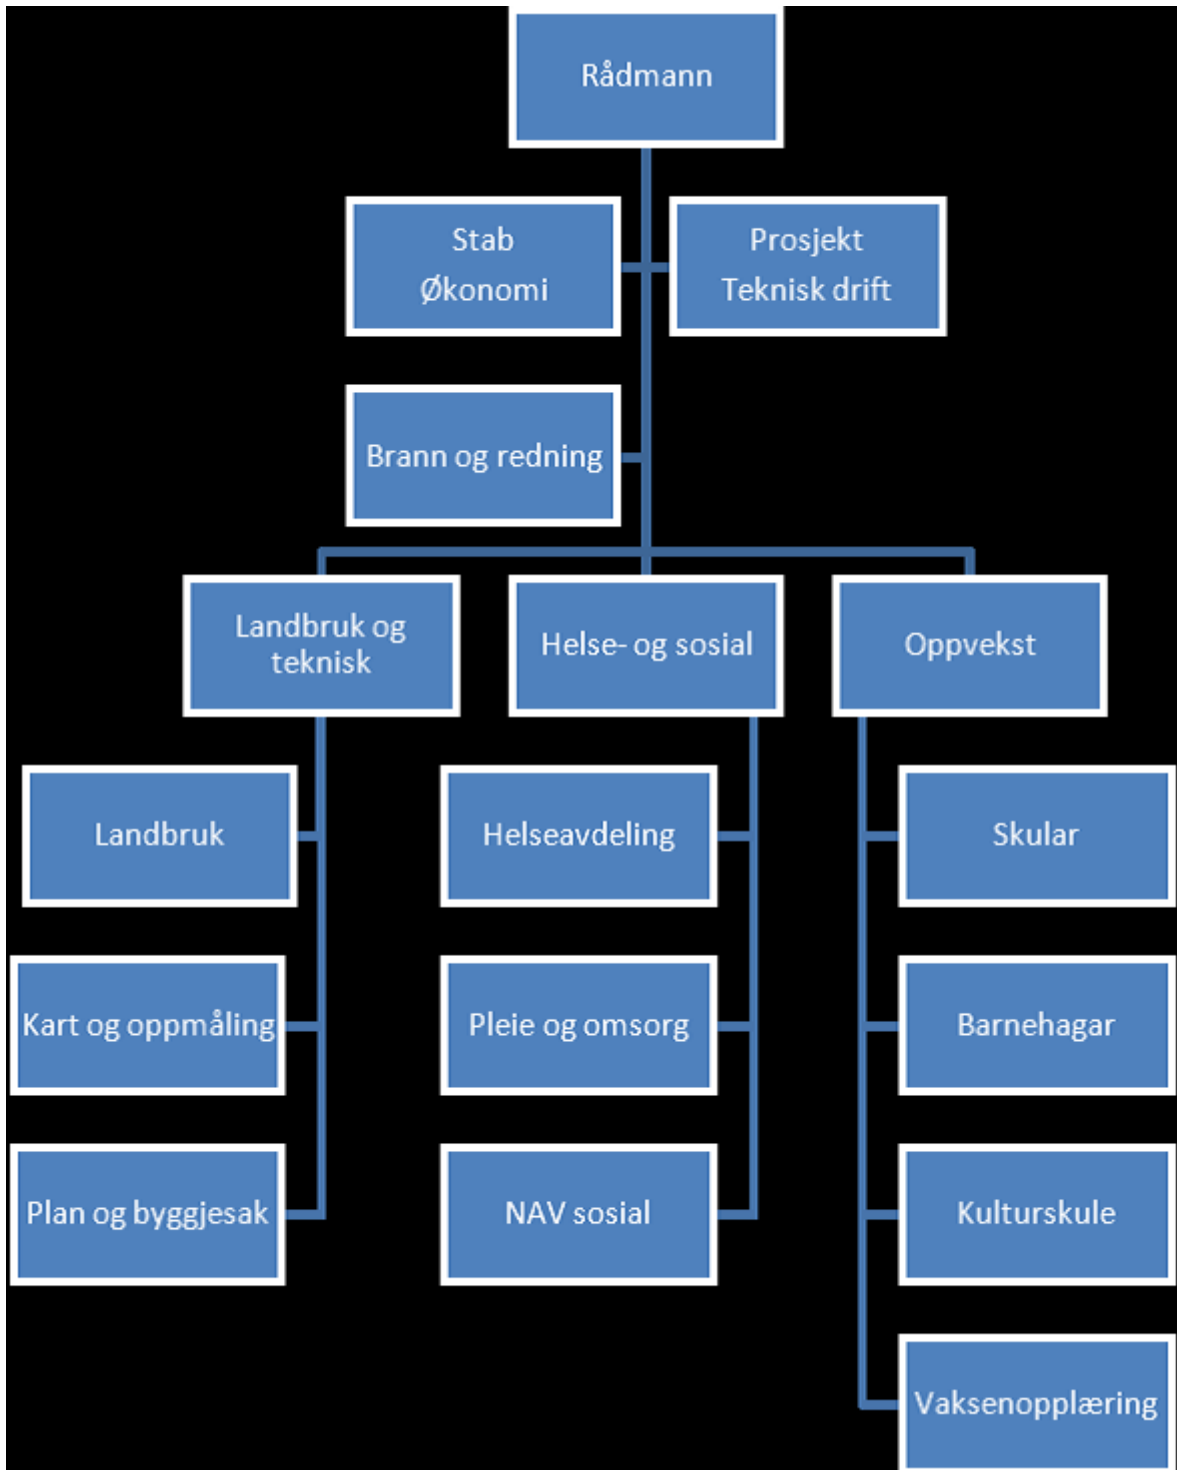 Rådmann
Stab
Økonomi
Prosjekt
Teknisk drift
Brann og redning
Landbruk og
teknisk
Helse- og sosial
Oppvekst
Landbruk
Helseavdeling
Skular
Kart og oppmåling
Pleie og omsorg
Barnehagar
Plan og byggjesak
NAV sosial
Kulturskule
Vaksenopplæring